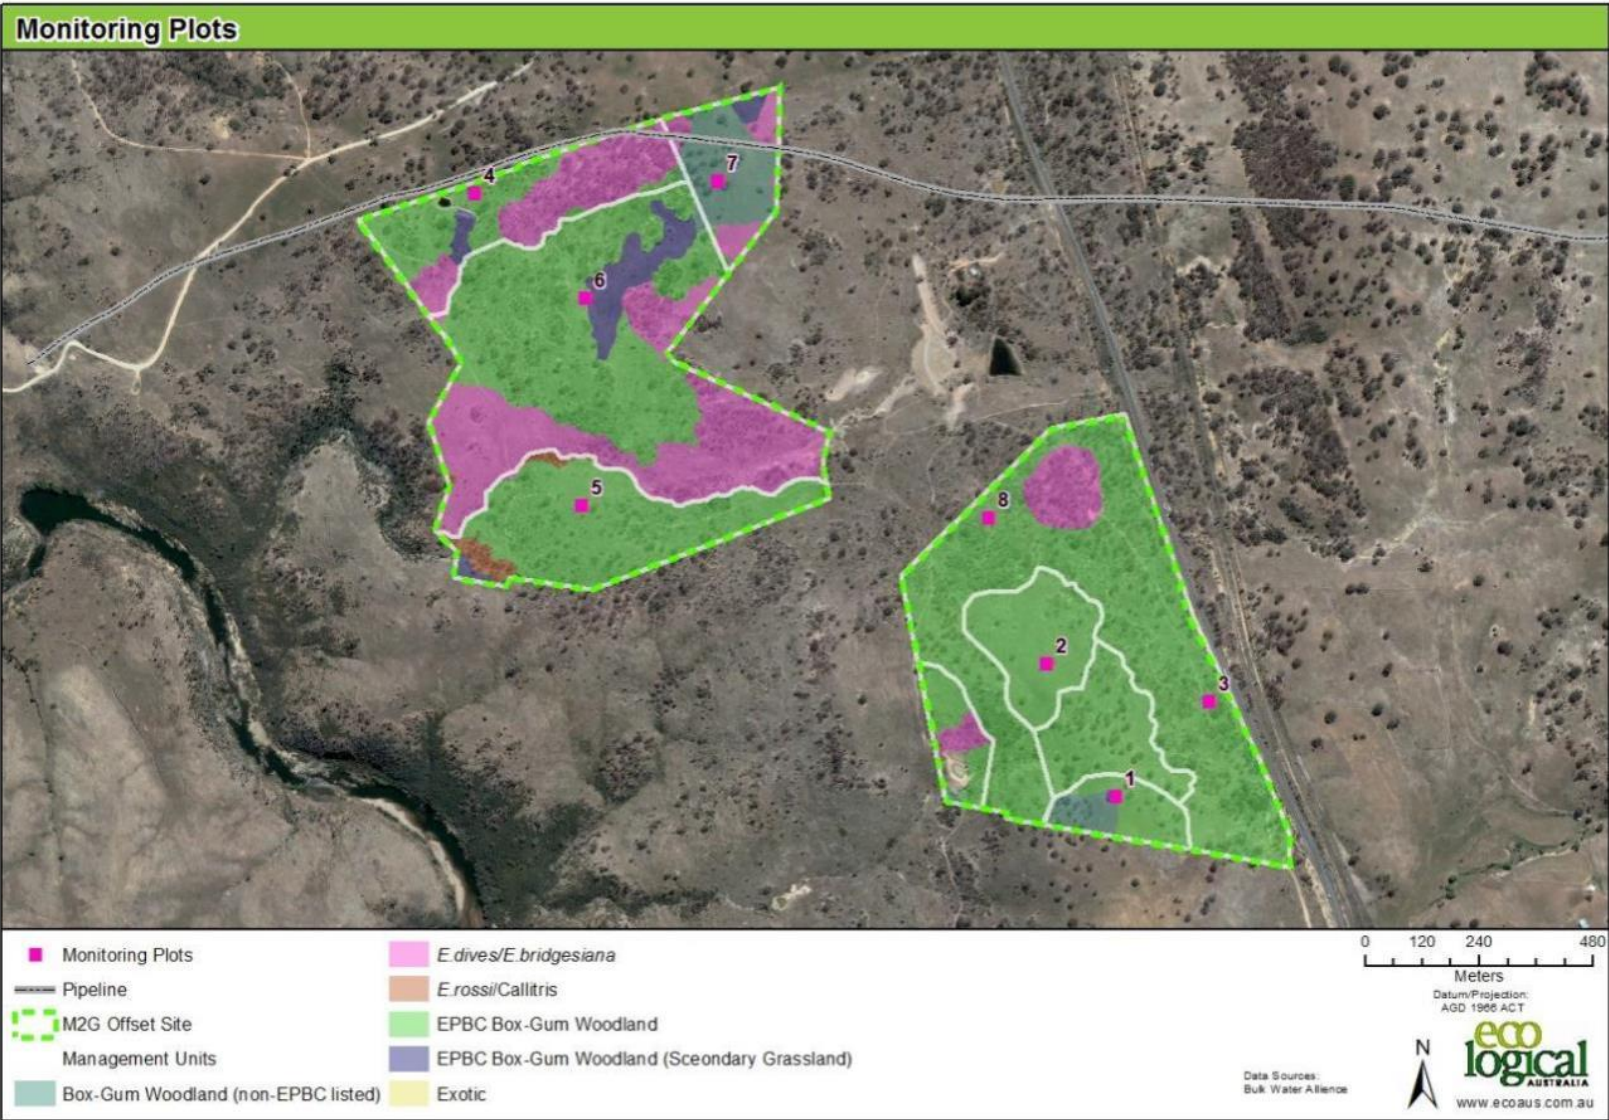 Monitoring Plots
4
7
6
5
8
2
3
1
Monitoring Plots
Pipeline
M2G Offset Site
Management Units
Box-Gum Woodland (non-EPBC listed)
E.dives/E.bridgesiana
E.rossi/Callitris
EPBC Box-Gum Woodland
EPBC Box-Gum Woodland (Sceondary Grassland)
Exotic
0 120 240 480
Meters
Datum/Projection:
AGD 1966 ACT
N
Data Sources:
Bulk Water Allience
eco
logical
AUSTRALIA
www.ecoaus.com.au